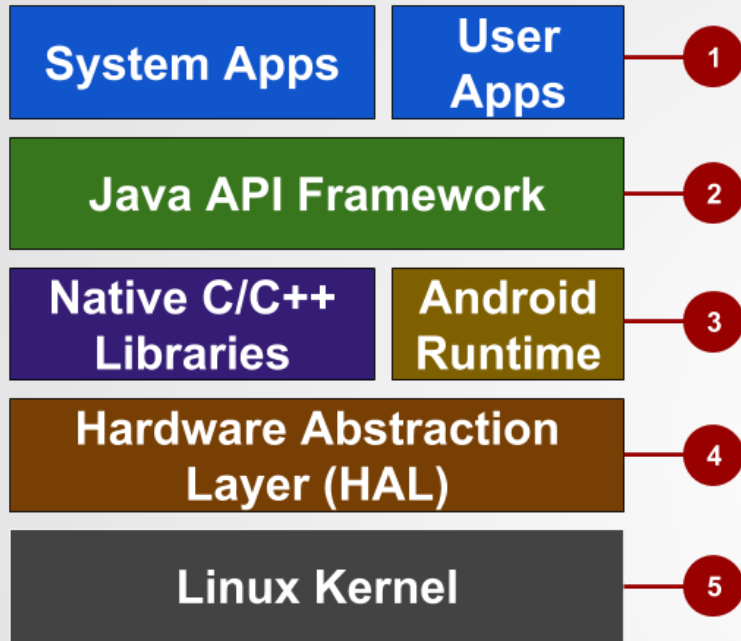 System Apps
User
Apps
1
Java API Framework
2
Native C/C++
Libraries
Android
Runtime
3
Hardware Abstraction
Layer (HAL)
4
Linux Kernel
5